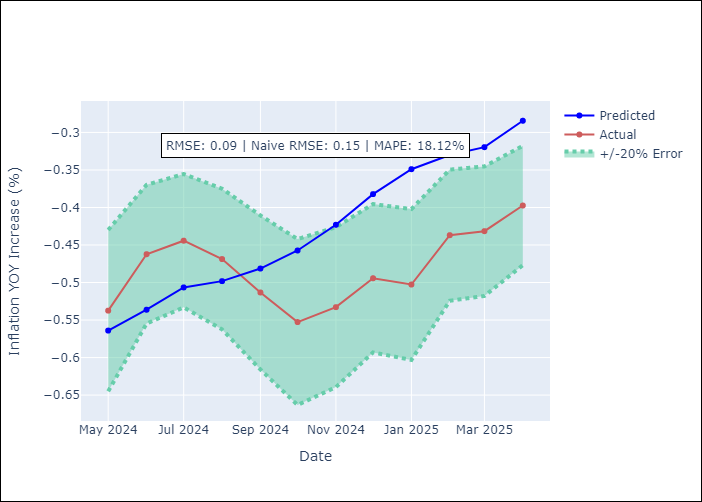 RMSE: 0.09 | Naive RMSE: 0.15 | MAPE: 18.12%
Predicted
Actual
+/-20% Error
Inflation YOY Increase (%)
−0.3
−0.35
−0.4
−0.45
−0.5
−0.55
−0.6
−0.65
May 2024
Jul 2024
Sep 2024
Nov 2024
Jan 2025
Mar 2025
Date